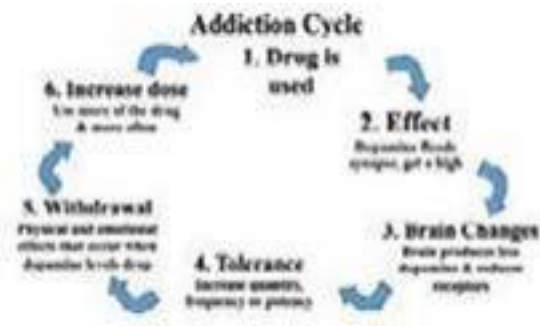 Addiction Cycle
1. Drug is
used
2. Effect
Dopamine floods
synapse, get a high
3. Brain Changes
Brain produces less
dopamine & reduces
receptors
4. Tolerance
Increase quantity,
frequency or potency
5. Withdrawal
Physical and emotional
effects that occur when
dopamine levels drop
6. Increase dose
Use more of the drug
& more often